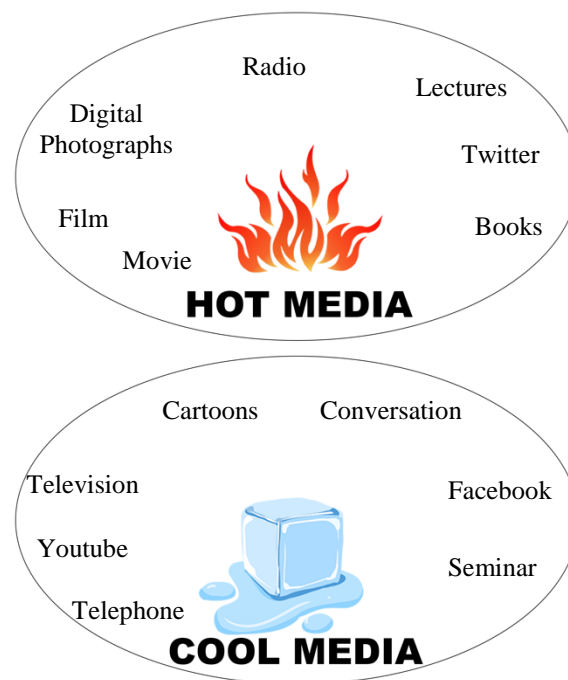 Radio
Lectures
Digital
Photographs
Twitter
Film
Books
Movie
HOT MEDIA
Cartoons
Conversation
Television
Facebook
Youtube
Seminar
Telephone
COOL MEDIA